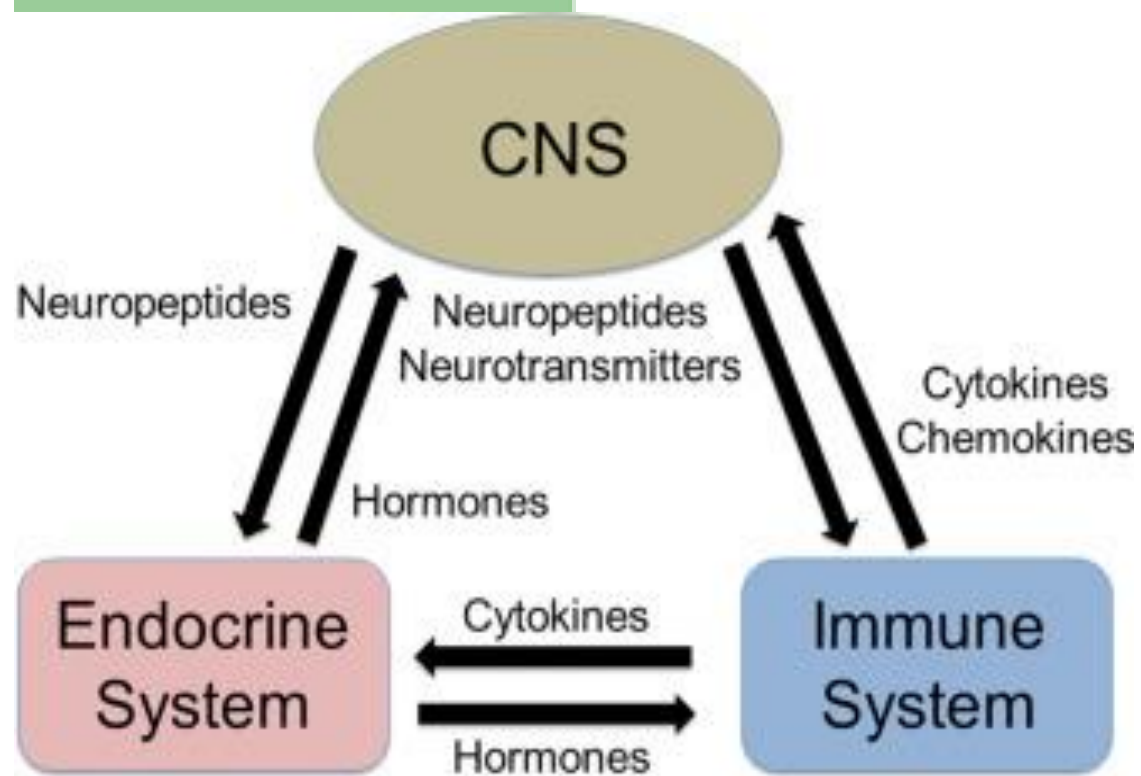 CNS
Neuropeptides
Neuropeptides
Neurotransmitters
Cytokines
Chemokines
Hormones
Endocrine
System
Cytokines
Hormones
Immune
System